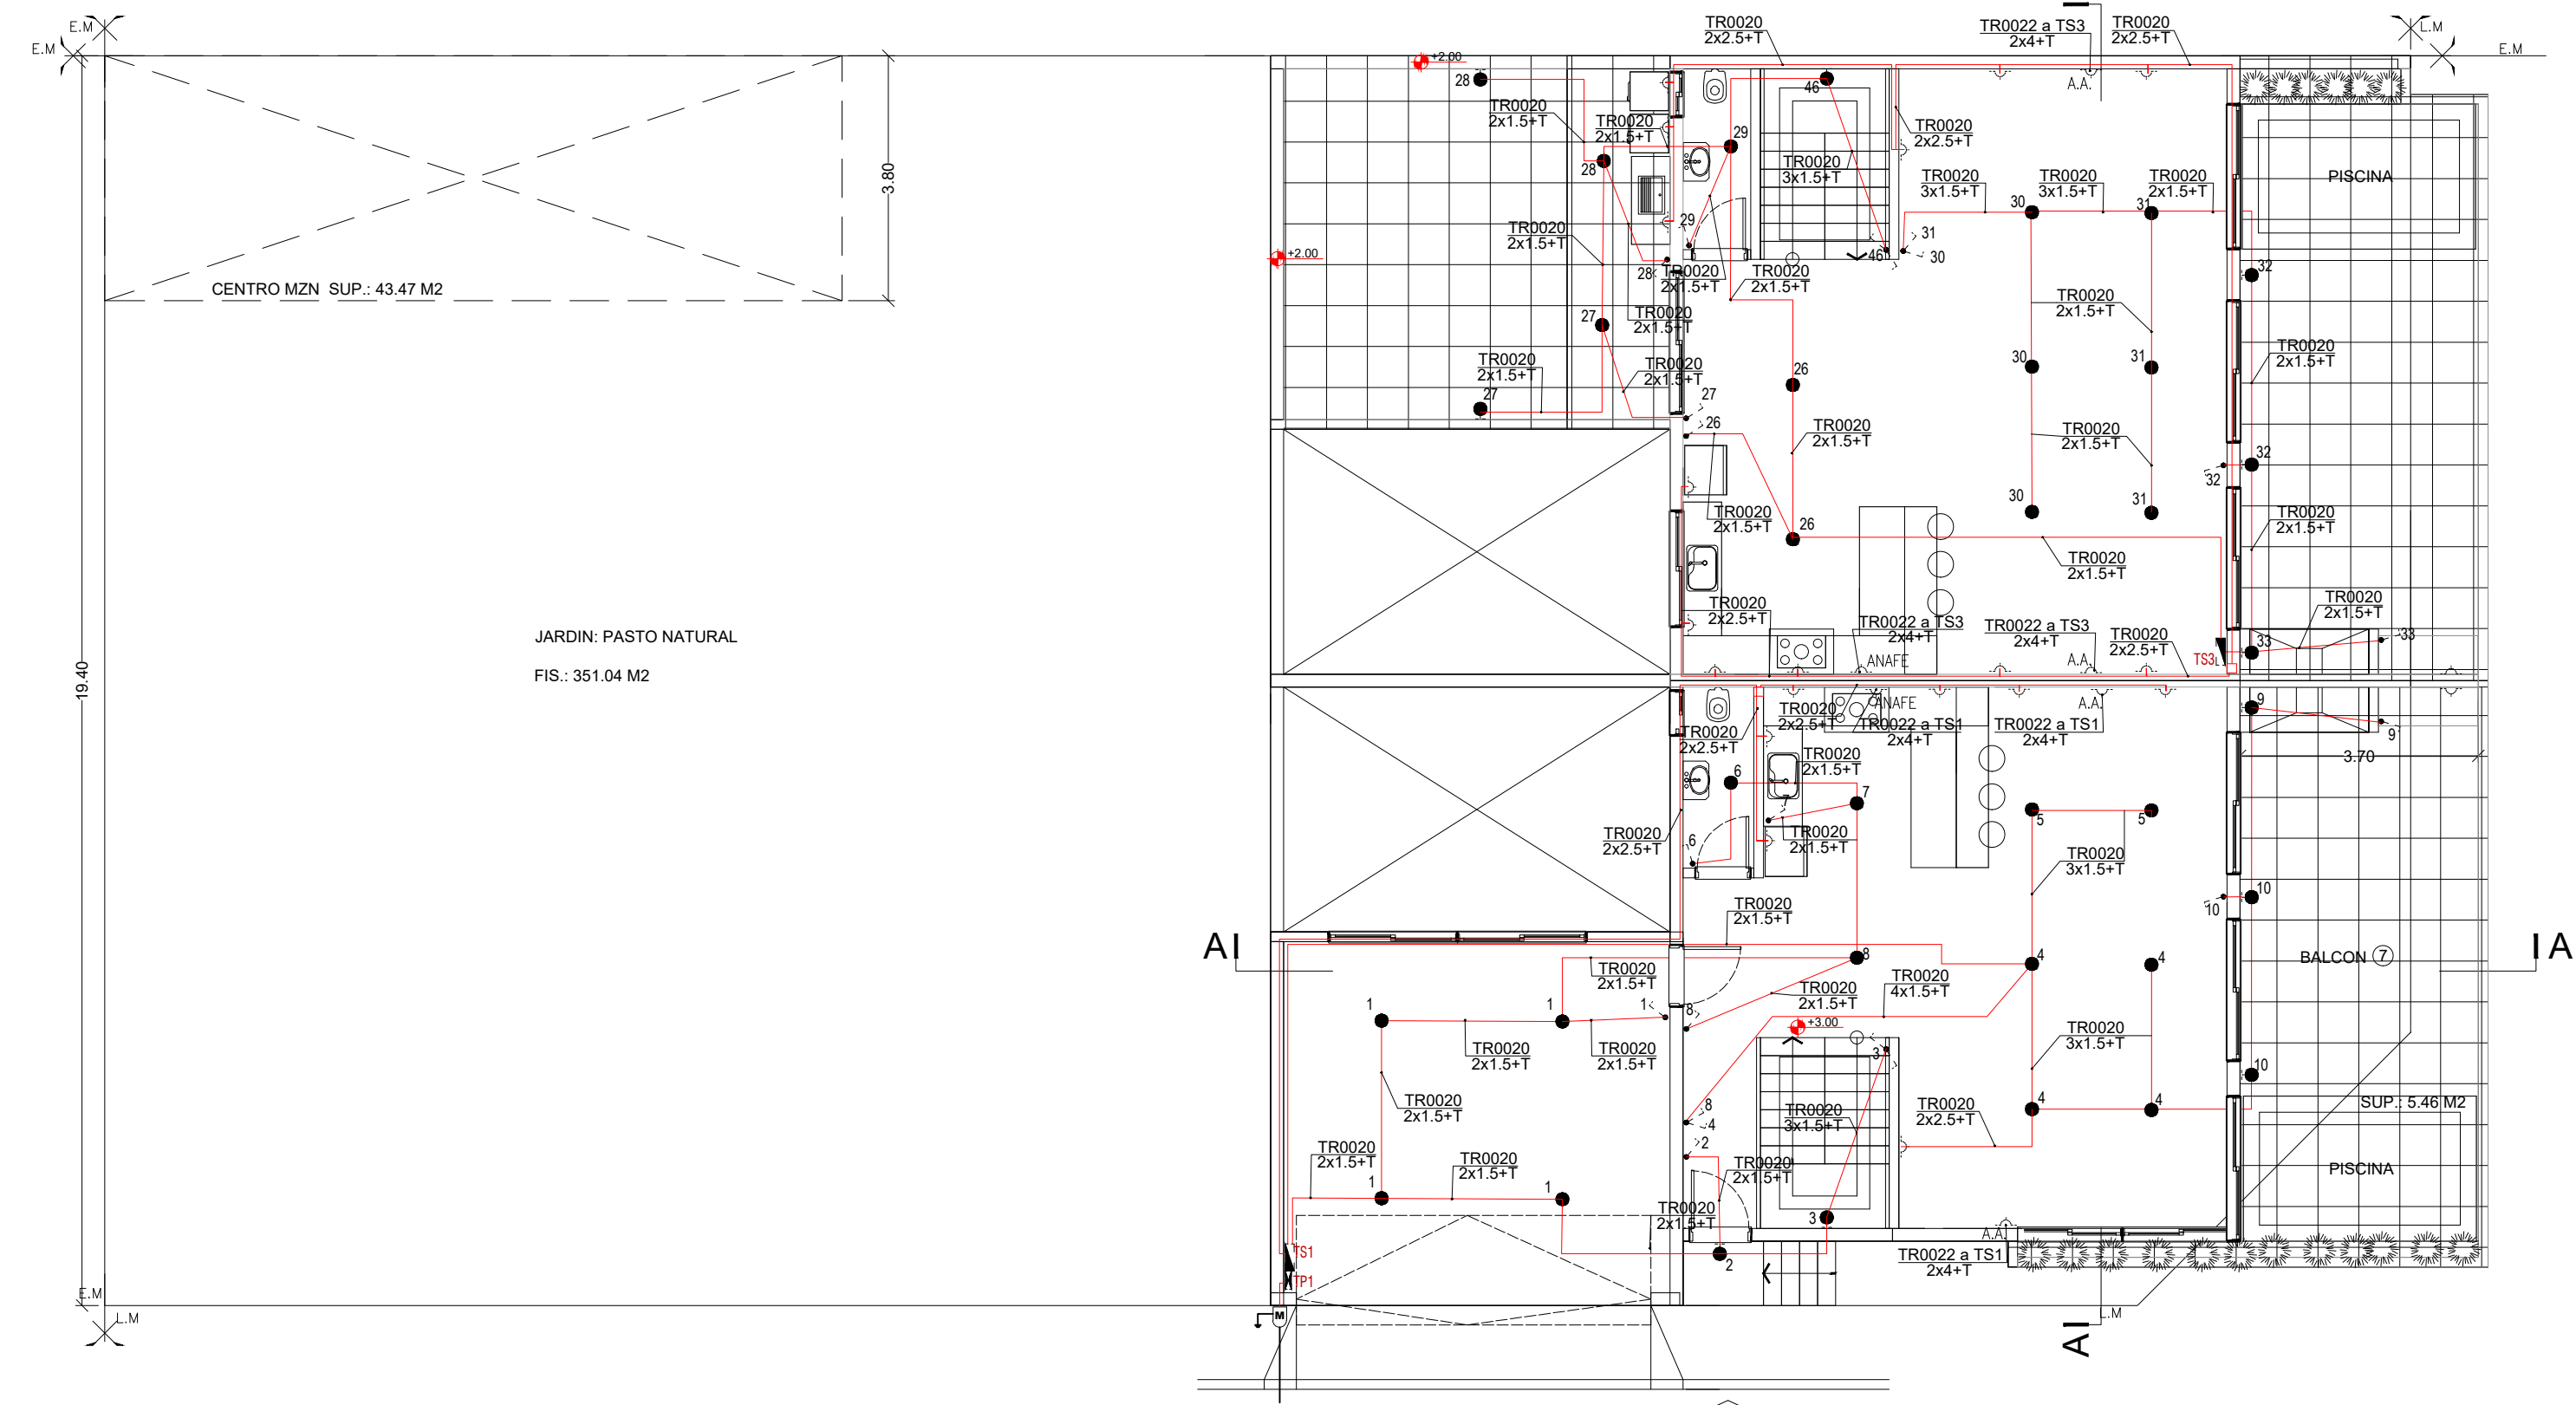 E.M
E.M
L.M
E.M
TR0020
2x2.5+T
TR0022 a TS3
2x4+T
TR0020
2x2.5+T
+2.00
28
46
A.A.
TR0020
2x1.5+T
TR0020
2x1.5+T
29
TR0020
2x2.5+T
28
TR0020
3x1.5+T
TR0020
3x1.5+T
TR0020
3x1.5+T
TR0020
2x1.5+T
PISCINA
3.80
30
31
29
TR0020
2x1.5+T
31
30
46
+2.00
28
TR0020
2x1.5+T
TR0020
2x1.5+T
32
CENTRO MZN SUP.: 43.47 M2
TR0020
2x1.5+T
27
TR0020
2x1.5+T
TR0020
2x1.5+T
30
31
TR0020
2x1.5+T
TR0020
2x1.5+T
26
27
27
26
TR0020
2x1.5+T
TR0020
2x1.5+T
32
32
30
31
TR0020
2x1.5+T
26
TR0020
2x1.5+T
TR0020
2x1.5+T
TR0020
2x2.5+T
TR0020
2x1.5+T
JARDIN: PASTO NATURAL
FIS.: 351.04 M2
19.40
TR0022 a TS3
2x4+T
TR0022 a TS3
2x4+T
TR0020
2x2.5+T
33
33
TS3
ANAFE
A.A.
9
ANAFE
A.A.
TR0020
2x2.5+T
TR0020
2x2.5+T
TR0022 a TS1
2x4+T
TR0022 a TS1
2x4+T
9
3.70
TR0020
2x1.5+T
6
7
7
5
5
TR0020
2x2.5+T
6
TR0020
2x1.5+T
TR0020
3x1.5+T
10
10
TR0020
2x1.5+T
A I
I A
BALCON 7
8
4
4
TR0020
2x1.5+T
TR0020
4x1.5+T
TR0020
2x1.5+T
1
1
1
8
+3.00
TR0020
3x1.5+T
TR0020
2x1.5+T
TR0020
2x1.5+T
3
10
TR0020
2x1.5+T
8
4
2
TR0020
3x1.5+T
TR0020
2x2.5+T
4
4
SUP.: 5.46 M2
TR0020
2x1.5+T
TR0020
2x1.5+T
TR0020
2x1.5+T
PISCINA
1
1
TR0020
2x1.5+T
3
A.A.
TS1
TP1
2
TR0022 a TS1
2x4+T
E.M
L.M
M
L.M
A I